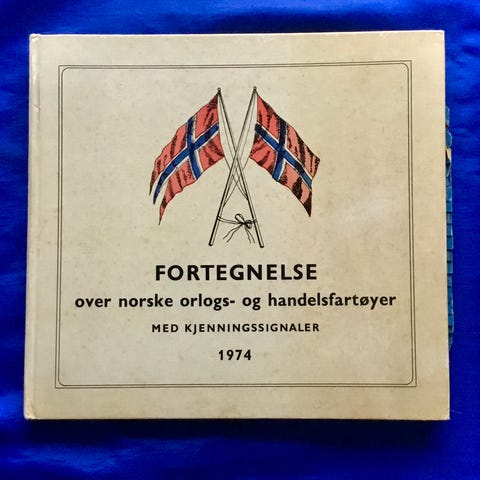 FORTEGNELSE
over norske orlogs- og handelsfartøyer
MED KJENNINGSSIGNALER
1974